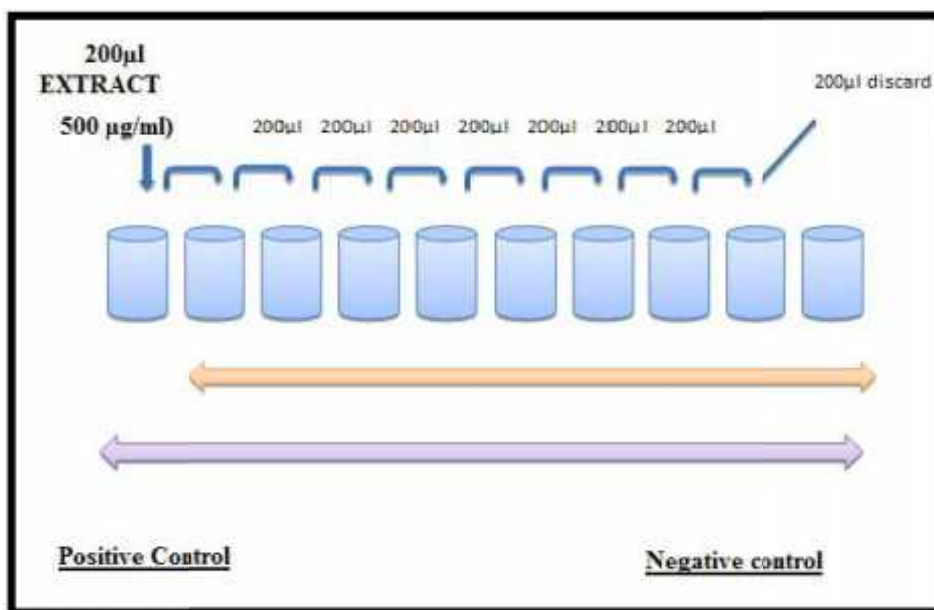 200µl
EXTRACT
500 µg/ml)
200µl 200µl 200µl 200µl 200µl 200µl 200µl
200µl discard
Positive Control
Negative control